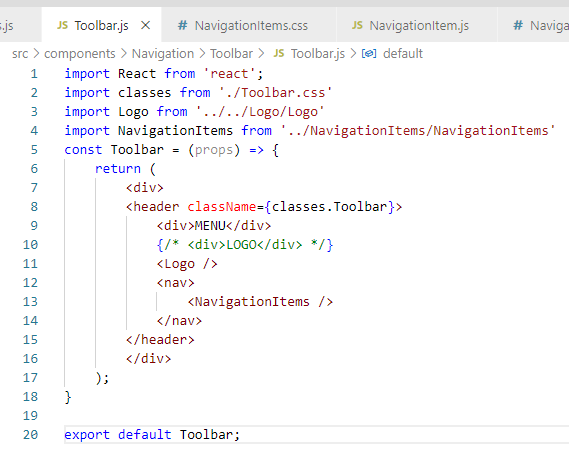 s.js JS Toolbar.js × # NavigationItems.css JS NavigationItem.js # Naviga
src > components > Navigation > Toolbar > JS Toolbar.js > default
1 import React from 'react';
2 import classes from './Toolbar.css'
3 import Logo from '../../Logo/Logo'
4 import NavigationItems from '../NavigationItems/NavigationItems'
5 const Toolbar = (props) => {
6     return (
7         <div>
8         <header className={classes.Toolbar}>
9             <div>MENU</div>
10             {/* <div>LOGO</div> */}
11             <Logo />
12             <nav>
13                 <NavigationItems />
14             </nav>
15         </header>
16         </div>
17     );
18 }
19
20 export default Toolbar;